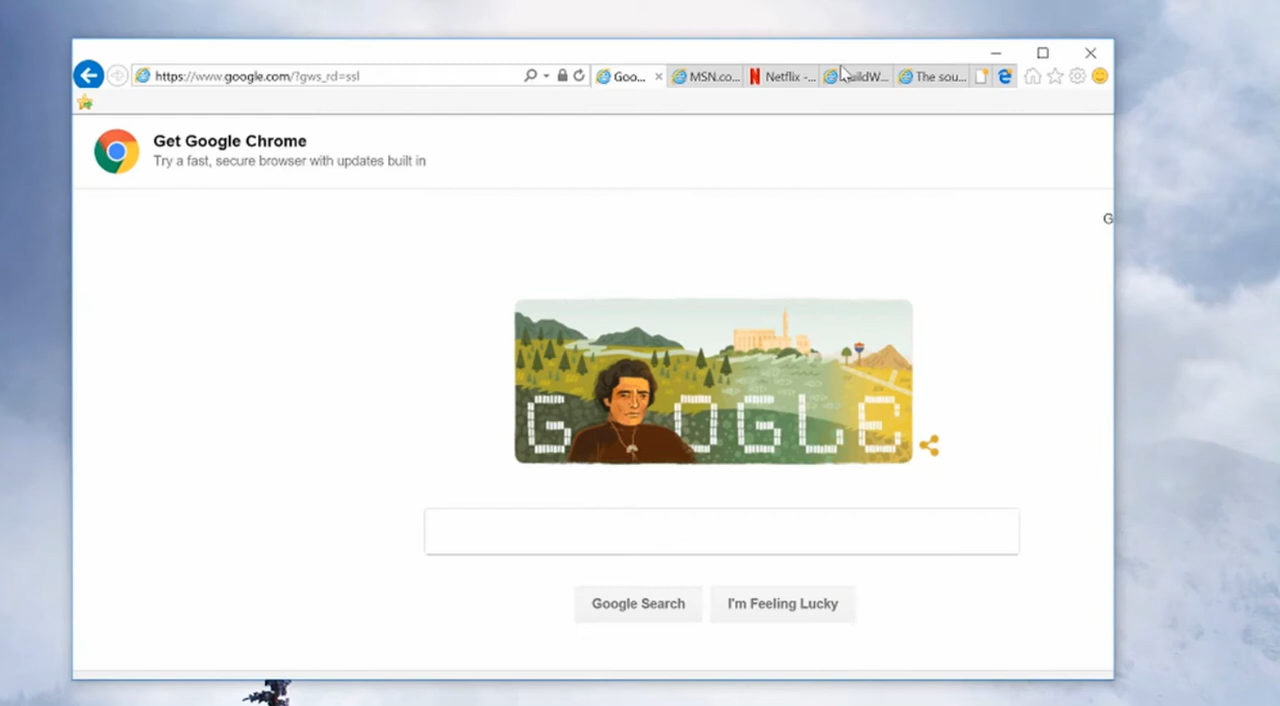 https://www.google.com/?gws_rd=ssl
Goo...
MSN.co...
Netflix -...
The sou...
Get Google Chrome
Try a fast, secure browser with updates built in
G
GOGLE
Google Search
I'm Feeling Lucky